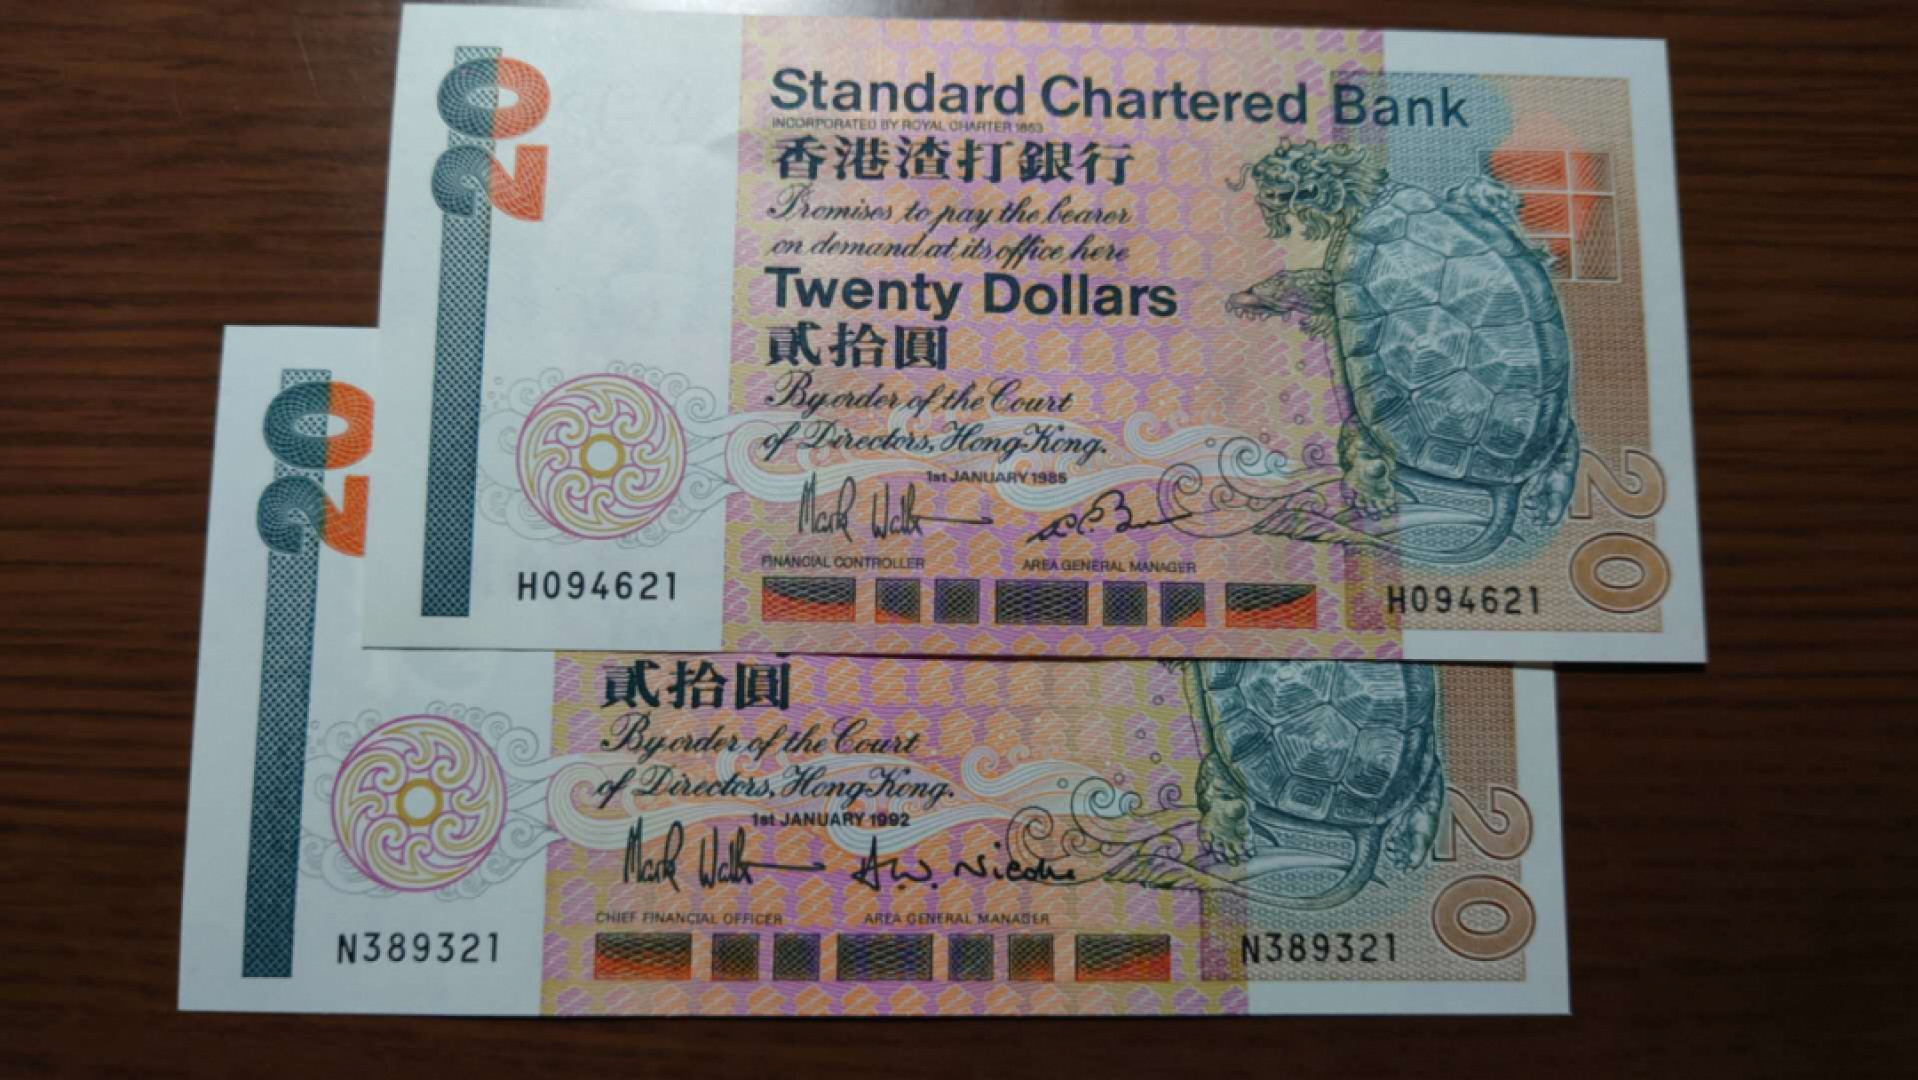 20
Standard Chartered Bank
INCORPORATED BY ROYAL CHARTER 1853
香港渣打銀行
Promises to pay the bearer
on demand at its office here
Twenty Dollars
貳拾圓
By order of the Court
of Directors, Hong Kong.
1st JANUARY 1985
Mark
FINANCIAL CONTROLLER
AREA GENERAL MANAGER
H094621
H094621
20
20
貳拾圓
By order of the Court
of Directors, Hong Kong.
1st JANUARY 1992
Mark
CHIEF FINANCIAL OFFICER
AREA GENERAL MANAGER
N389321
N389321
20